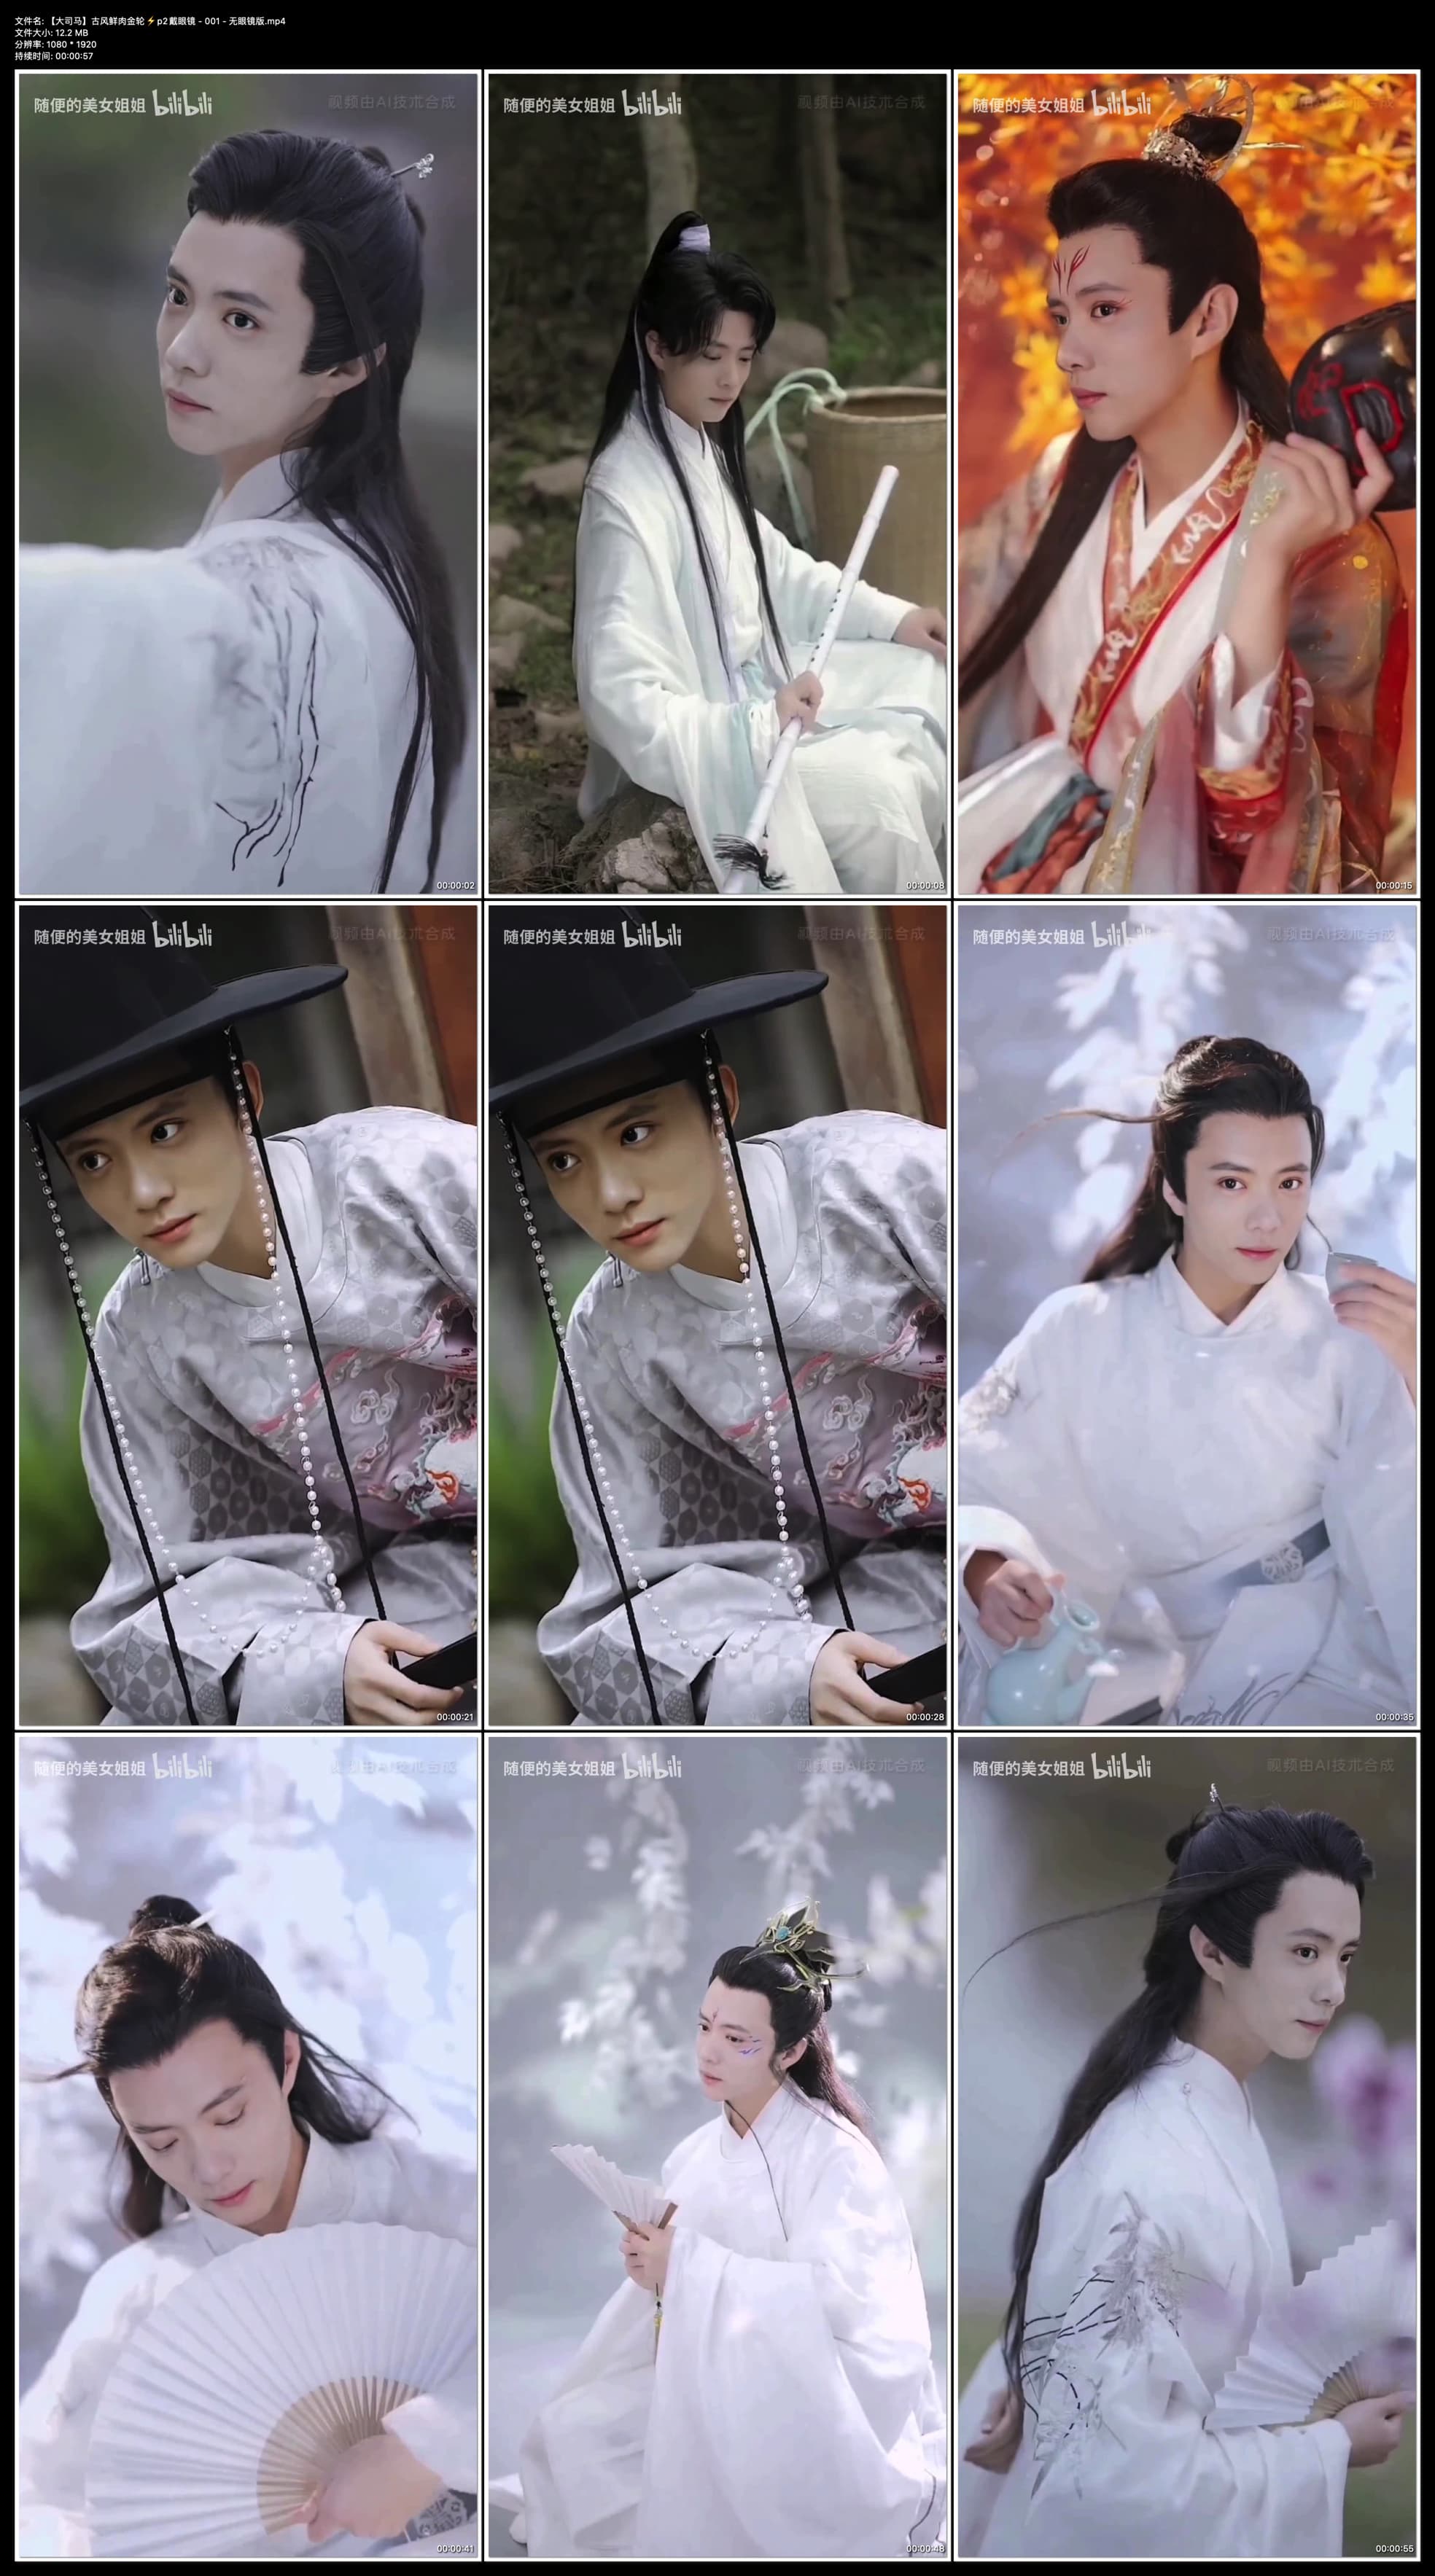 文件名: 【大司马】古风鲜肉金轮⚡p2戴眼镜 - 001 - 无眼镜版.mp4
文件大小: 12.2 MB
分辨率: 1080 * 1920
持续时间: 00:00:57
随便的美女姐姐 bilibili 视频由AI技术合成
00:00:02
随便的美女姐姐 bilibili 视频由AI技术合成
00:00:08
随便的美女姐姐 bilibili 视频由AI技术合成
00:00:15
随便的美女姐姐 bilibili 视频由AI技术合成
00:00:21
随便的美女姐姐 bilibili 视频由AI技术合成
00:00:28
随便的美女姐姐 bilibili 视频由AI技术合成
00:00:35
随便的美女姐姐 bilibili 视频由AI技术合成
00:00:41
随便的美女姐姐 bilibili 视频由AI技术合成
00:00:48
随便的美女姐姐 bilibili 视频由AI技术合成
00:00:55